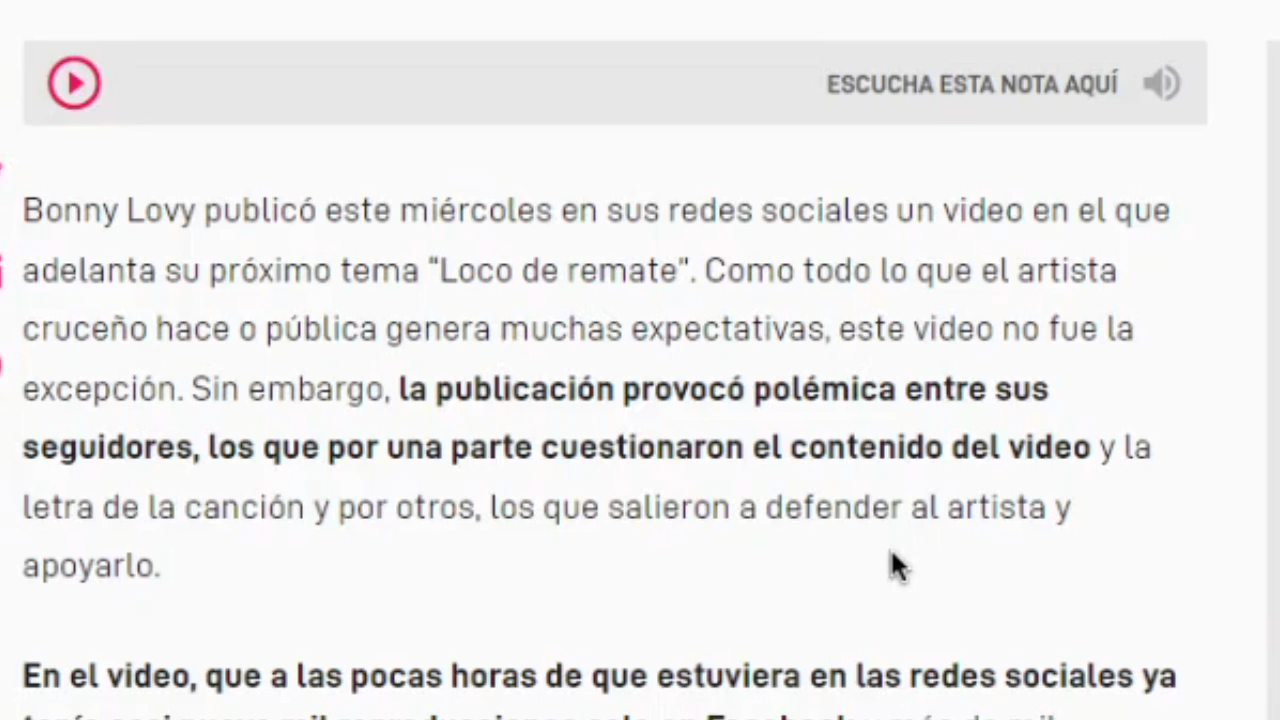 ESCUCHA ESTA NOTA AQUÍ
Bonny Lovy publicó este miércoles en sus redes sociales un video en el que
adelanta su próximo tema "Loco de remate". Como todo lo que el artista
cruceño hace o pública genera muchas expectativas, este video no fue la
excepción. Sin embargo, la publicación provocó polémica entre sus
seguidores, los que por una parte cuestionaron el contenido del video y la
letra de la canción y por otros, los que salieron a defender al artista y
apoyarlo.
En el video, que a las pocas horas de que estuviera en las redes sociales ya